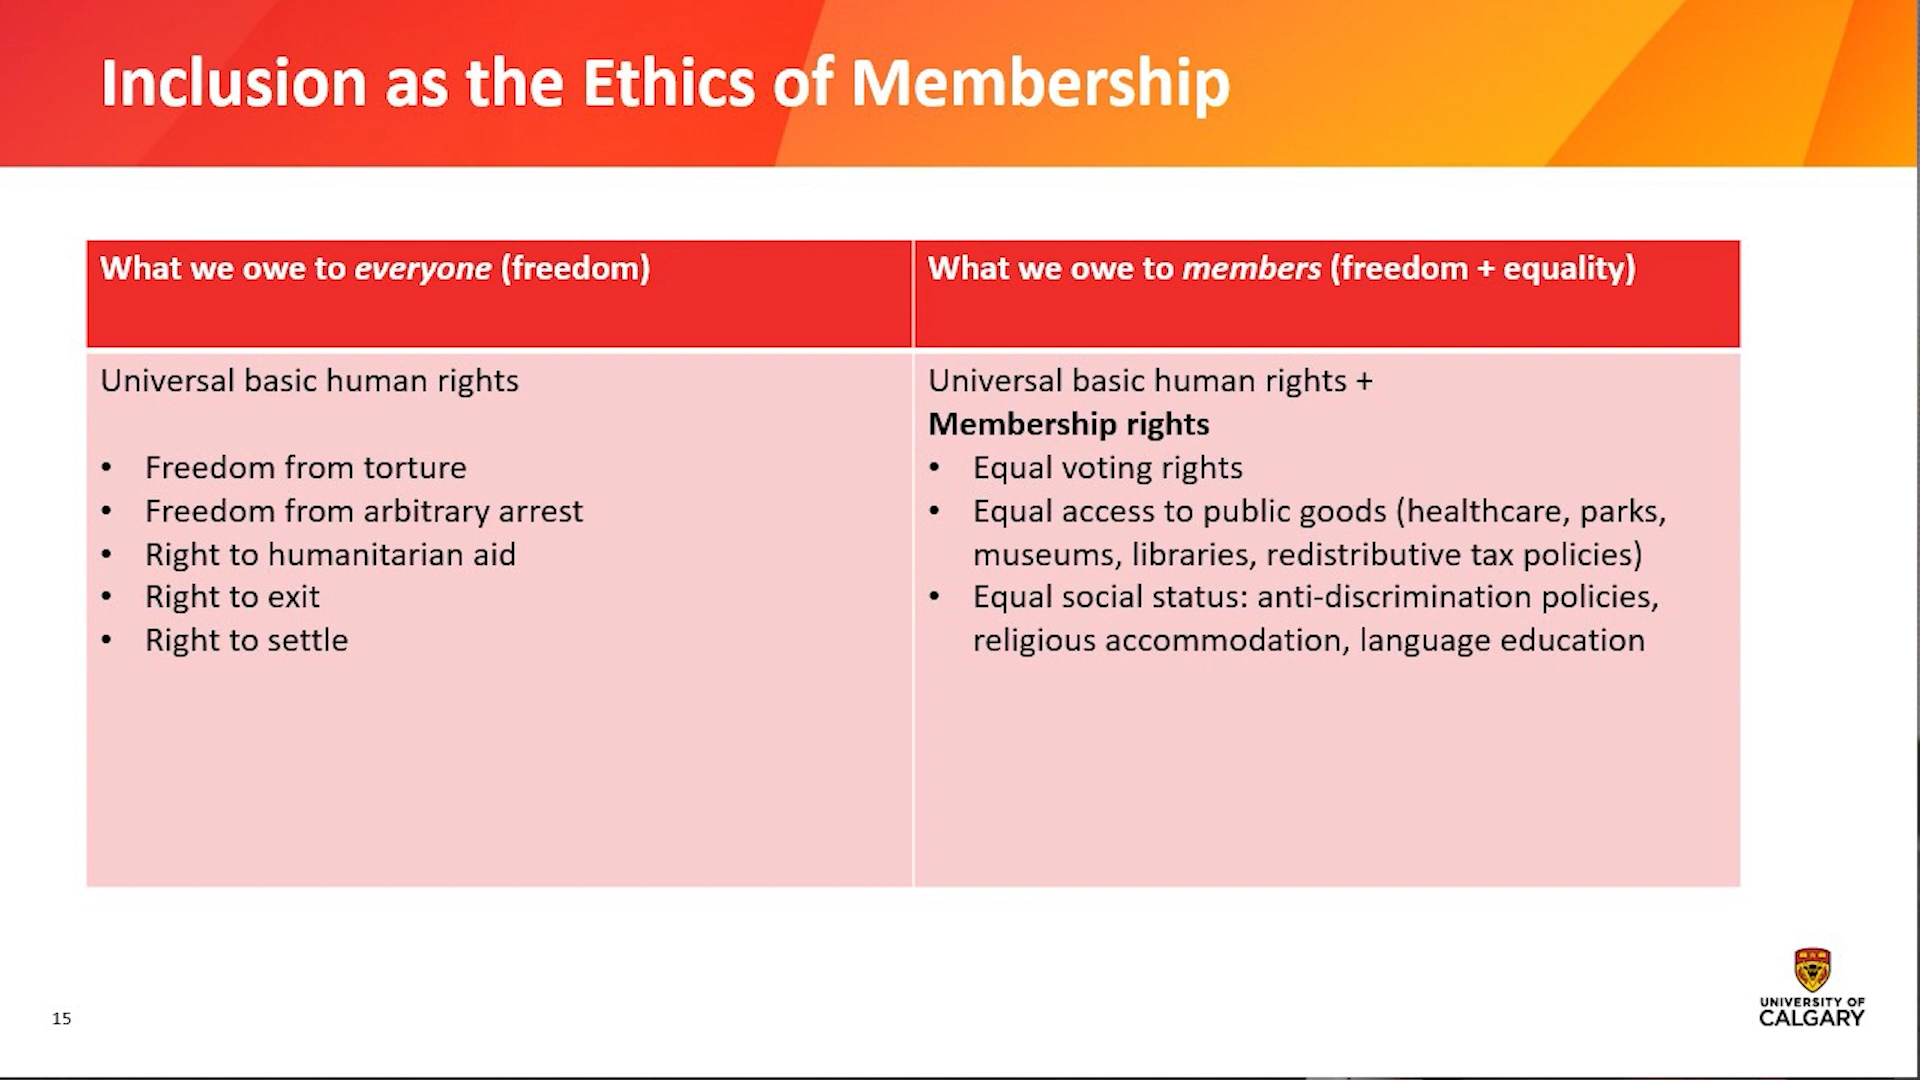 Inclusion as the Ethics of Membership
What we owe to everyone (freedom)
What we owe to members (freedom + equality)
Universal basic human rights
• Freedom from torture
• Freedom from arbitrary arrest
• Right to humanitarian aid
• Right to exit
• Right to settle
Universal basic human rights +
Membership rights
• Equal voting rights
• Equal access to public goods (healthcare, parks,
museums, libraries, redistributive tax policies)
• Equal social status: anti-discrimination policies,
religious accommodation, language education
15
UNIVERSITY OF
CALGARY